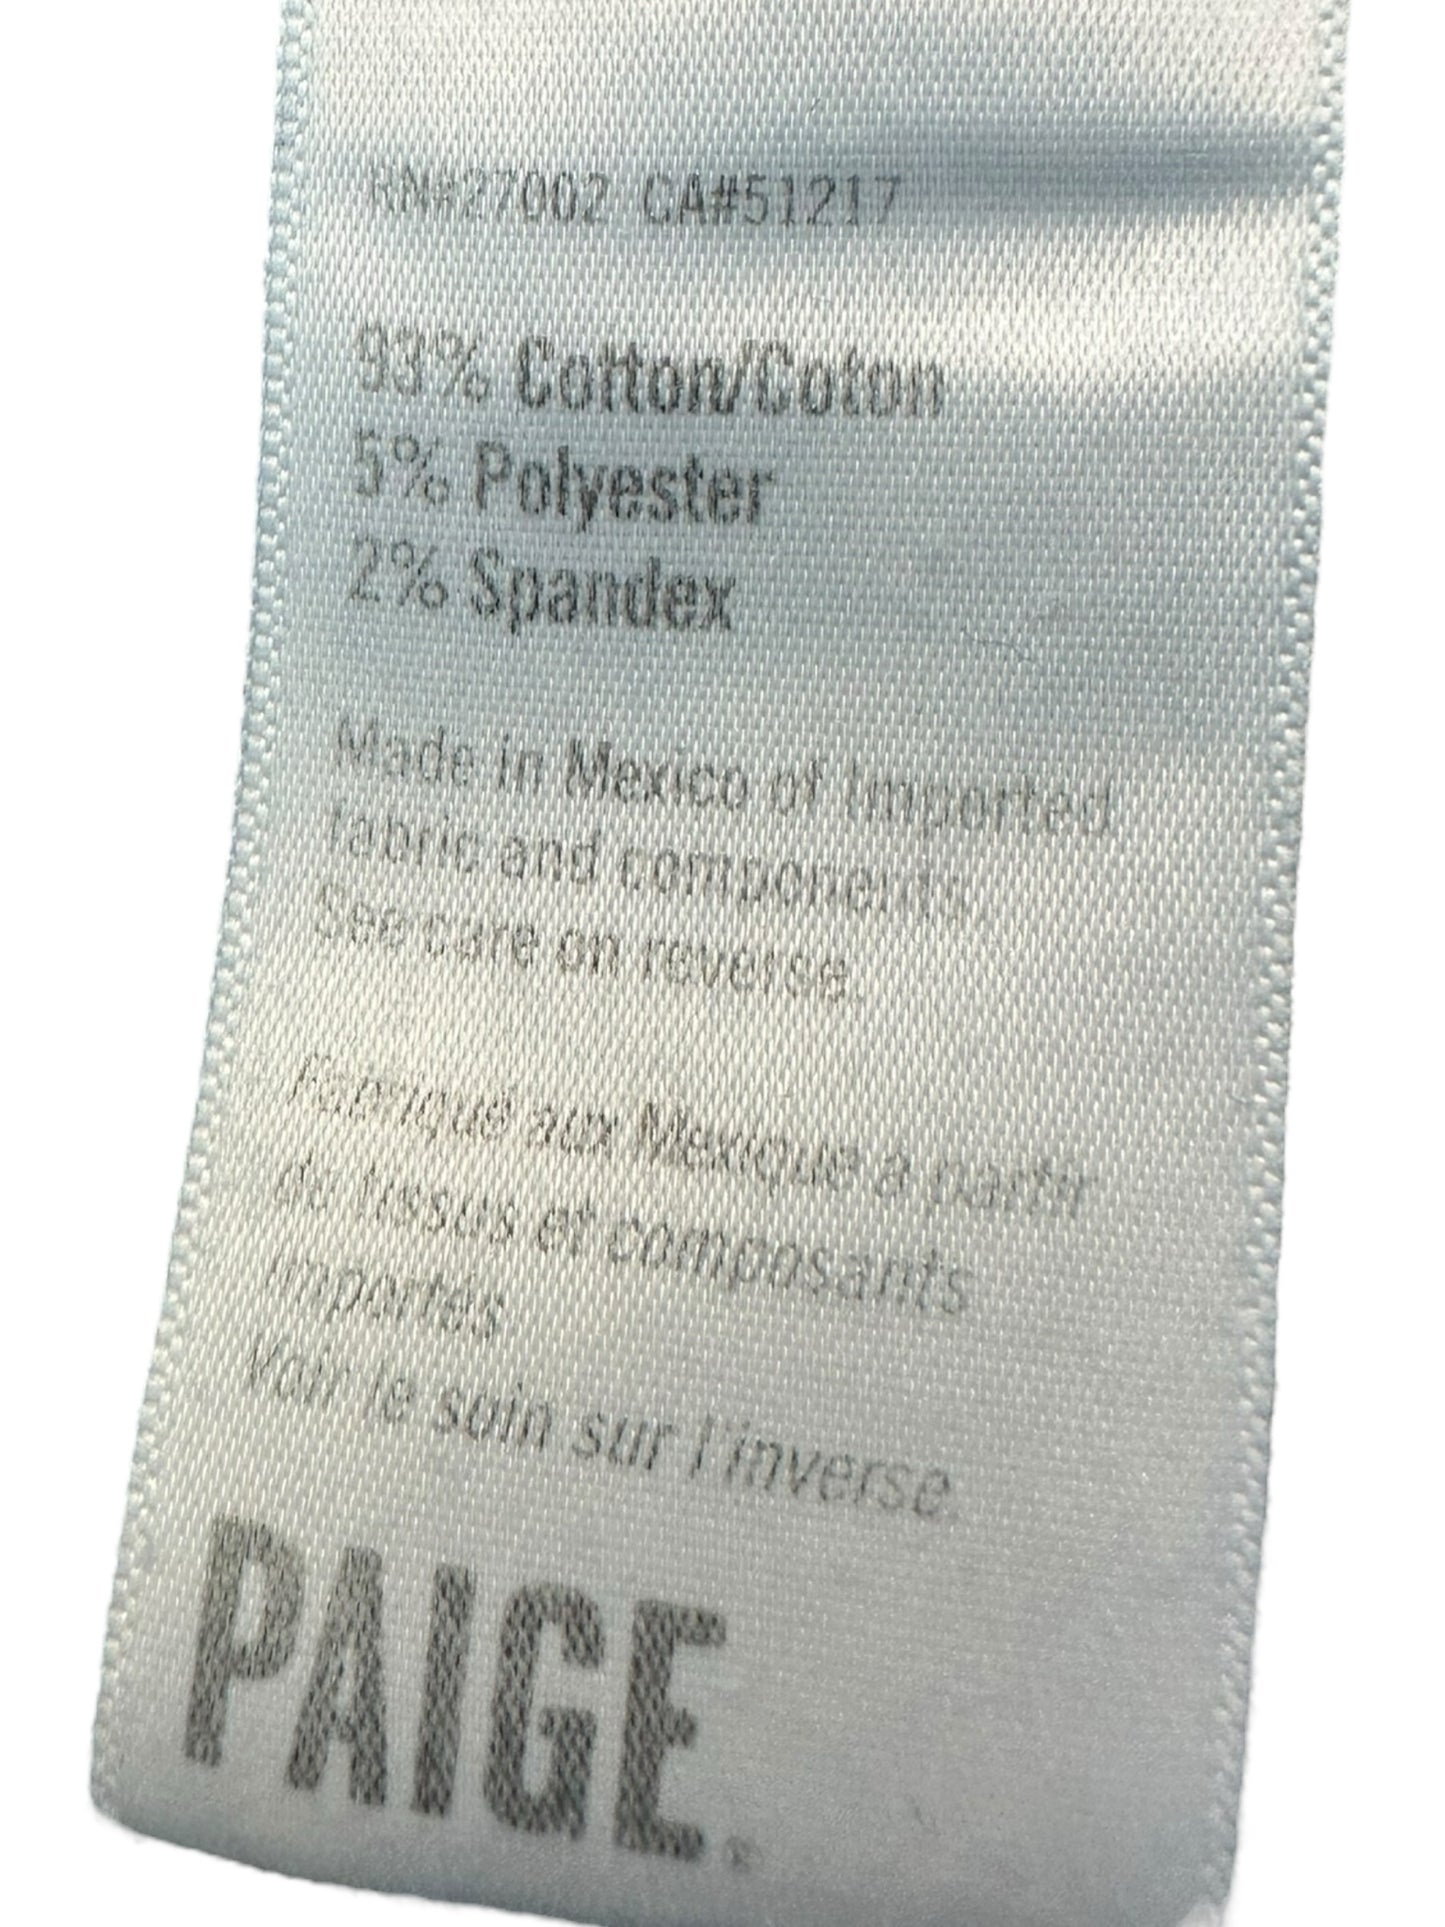 RN#27002 CA#51217
93% Cotton/Coton
5% Polyester
2% Spandex
Made in Mexico of Imported
fabric and components.
See care on reverse.
Fabriqué aux Mexique a partir
de tissus et composants
importés
Voir le soin sur l'inverse
PAIGE®